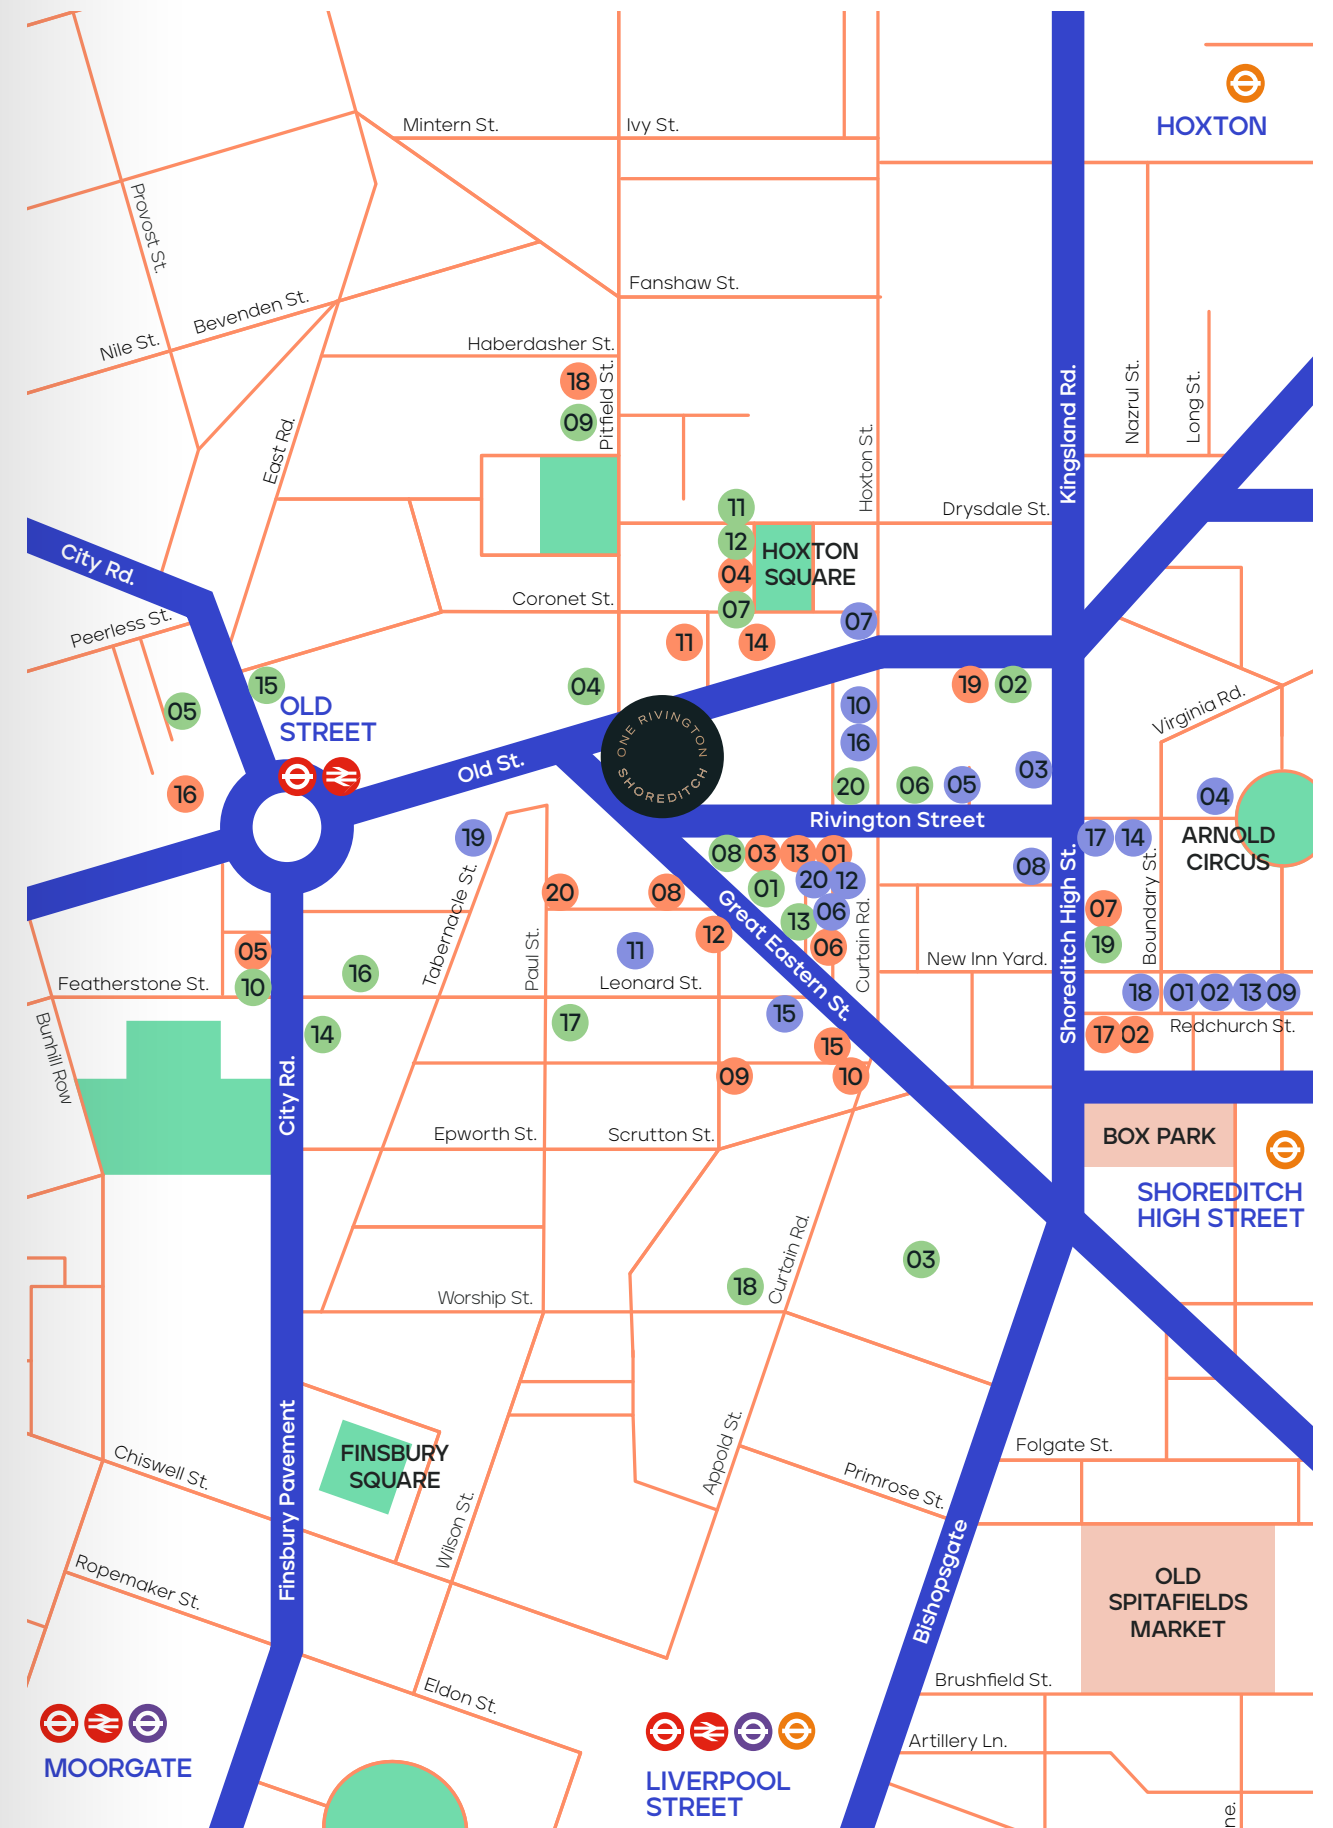 HOXTON
Mintern St.
Ivy St.
Provost St.
Fanshaw St.
Bevenden St.
Nile St.
Haberdasher St.
18
09
Pitfield St.
East Rd.
Hoxton St.
Kingsland Rd.
Nazrul St.
Long St.
11
12
04
07
HOXTON
SQUARE
Drysdale St.
City Rd.
Coronet St.
Peerless St.
11
14
07
15
05
OLD
STREET
16
04
19
02
Virginia Rd.
ONE RIVINGTON
SHOREDITCH
Old St.
10
16
20
06
05
03
04
Rivington Street
ARNOLD
CIRCUS
19
17
14
08
03
13
01
01
20
12
13
06
06
08
20
08
12
Great Eastern St.
Curtain Rd.
Shoreditch High St.
Boundary St.
07
19
Tabernacle St.
Paul St.
11
New Inn Yard.
05
10
16
Featherstone St.
Leonard St.
18
01
02
13
09
Redchurch St.
17
02
14
17
15
15
09
10
Bunhill Row
City Rd.
Epworth St.
Scrutton St.
BOX PARK
SHOREDITCH
HIGH STREET
03
18
Curtain Rd.
Worship St.
Finsbury Pavement
FINSBURY
SQUARE
Chiswell St.
Wilson St.
Appold St.
Primrose St.
Folgate St.
Bishopsgate
OLD
SPITAFIELDS
MARKET
Ropemaker St.
Eldon St.
Brushfield St.
Artillery Ln.
MOORGATE
LIVERPOOL
STREET
ne.